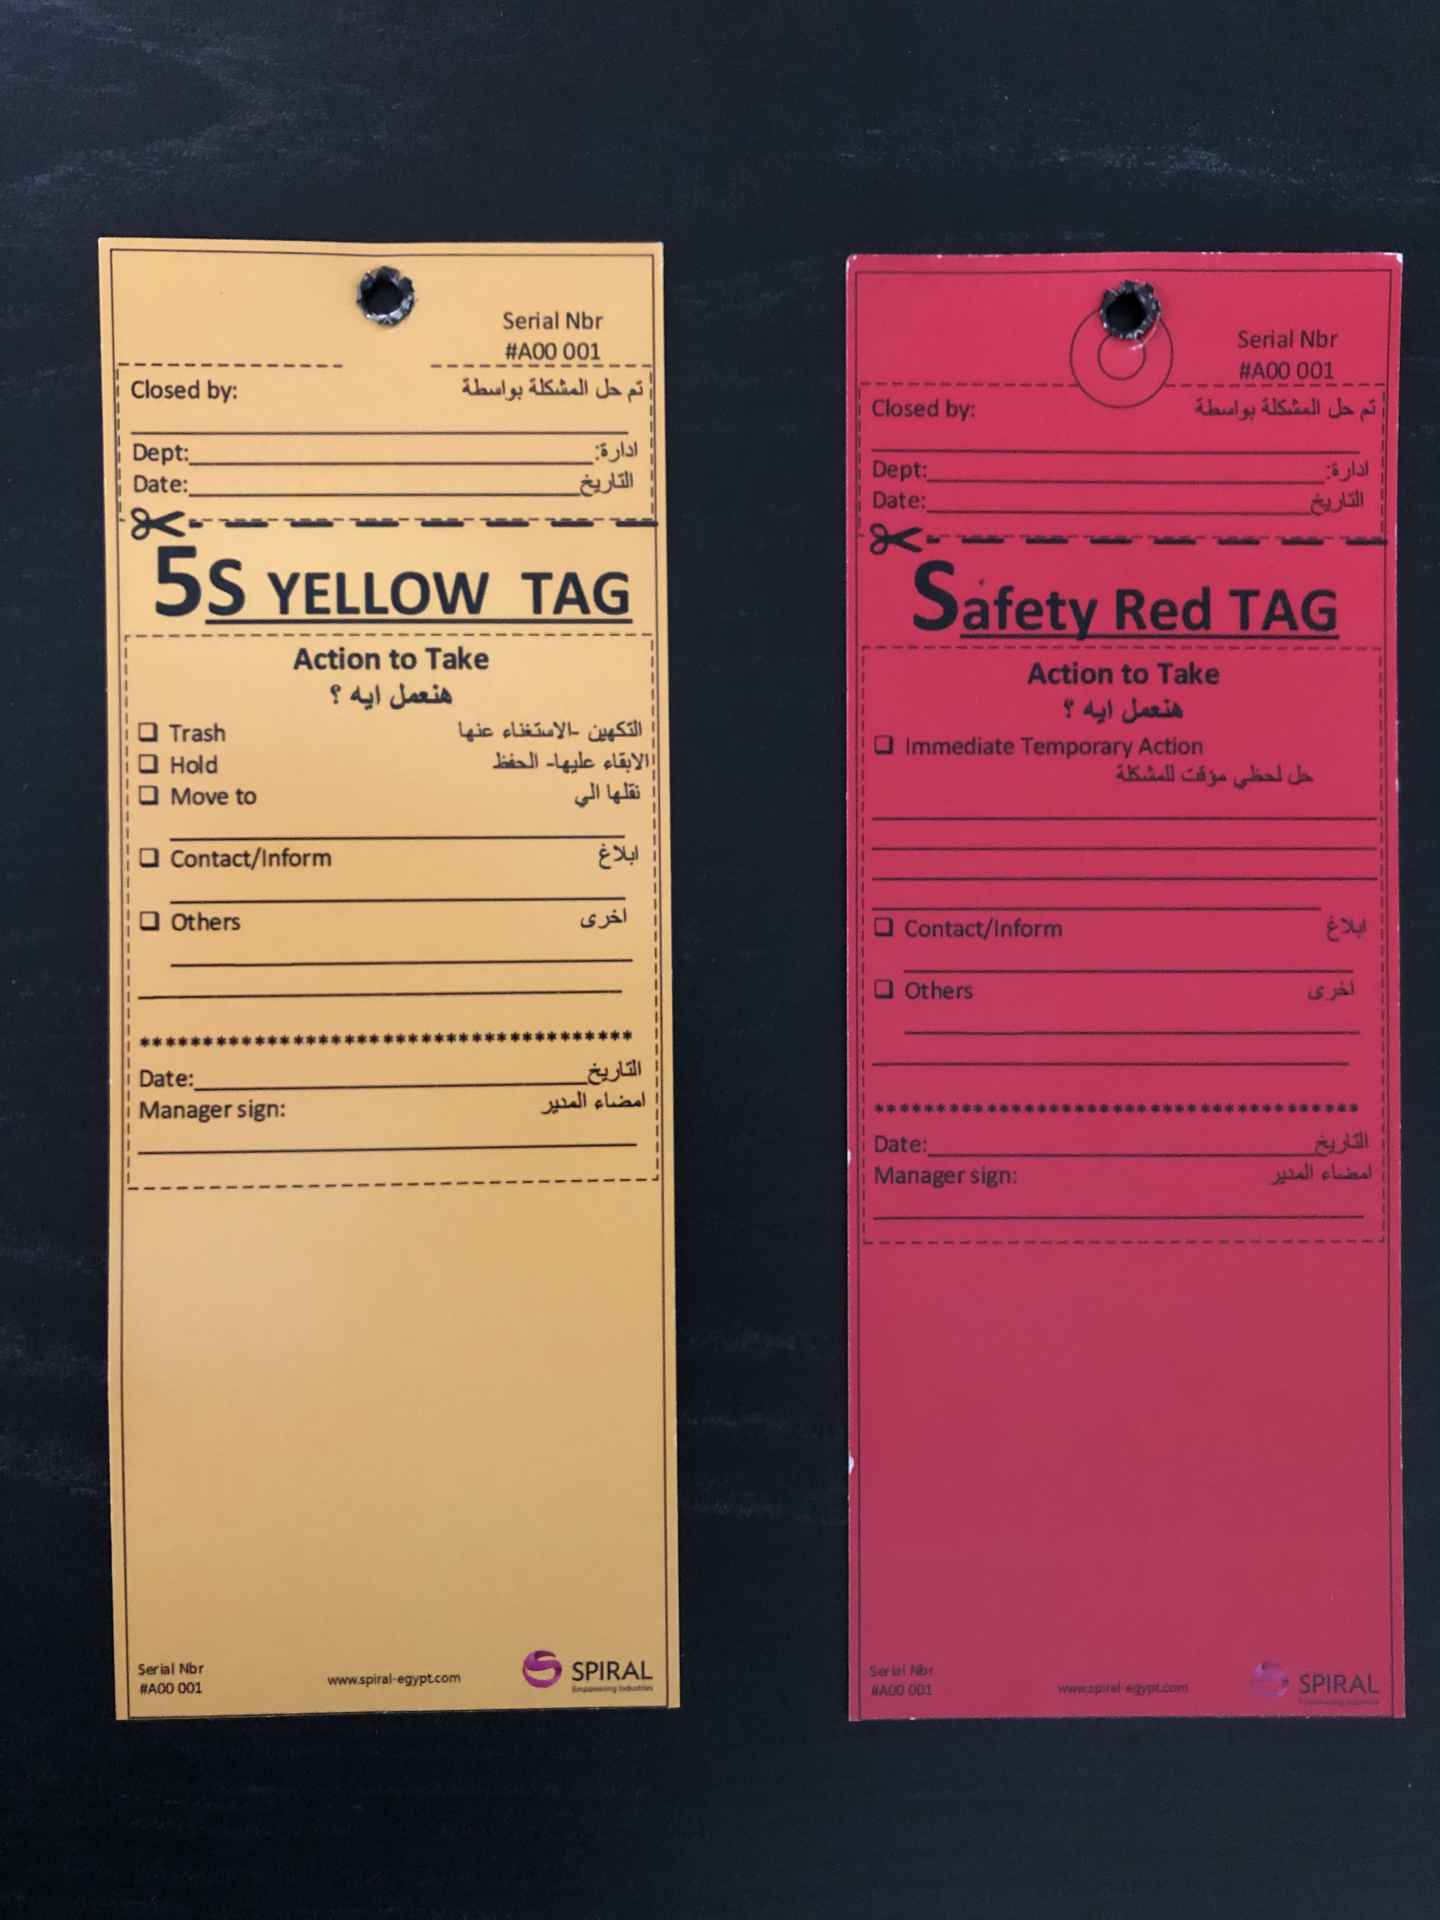 Serial Nbr
#A00 001
Closed by: تم حل المشكلة بواسطة
Dept: ادارة:
Date: التاريخ
5S YELLOW TAG
Action to Take
هنعمل ايه ؟
❑ Trash التكهين -الاستغناء عنها
❑ Hold الابقاء عليها- الحفظ
❑ Move to نقلها الي
❑ Contact/Inform ابلاغ
❑ Others اخرى
**************************************
Date: التاريخ
Manager sign: امضاء المدير
Serial Nbr
#A00 001
www.spiral-egypt.com
SPIRAL
Empowering Industries
Serial Nbr
#A00 001
Closed by: تم حل المشكلة بواسطة
Dept: ادارة:
Date: التاريخ
Safety Red TAG
Action to Take
هنعمل ايه ؟
❑ Immediate Temporary Action
حل لحظي مؤقت للمشكلة
❑ Contact/Inform ابلاغ
❑ Others اخرى
**************************************
Date: التاريخ
Manager sign: امضاء المدير
Serial Nbr
#A00 001
www.spiral-egypt.com
SPIRAL
Empowering Industries